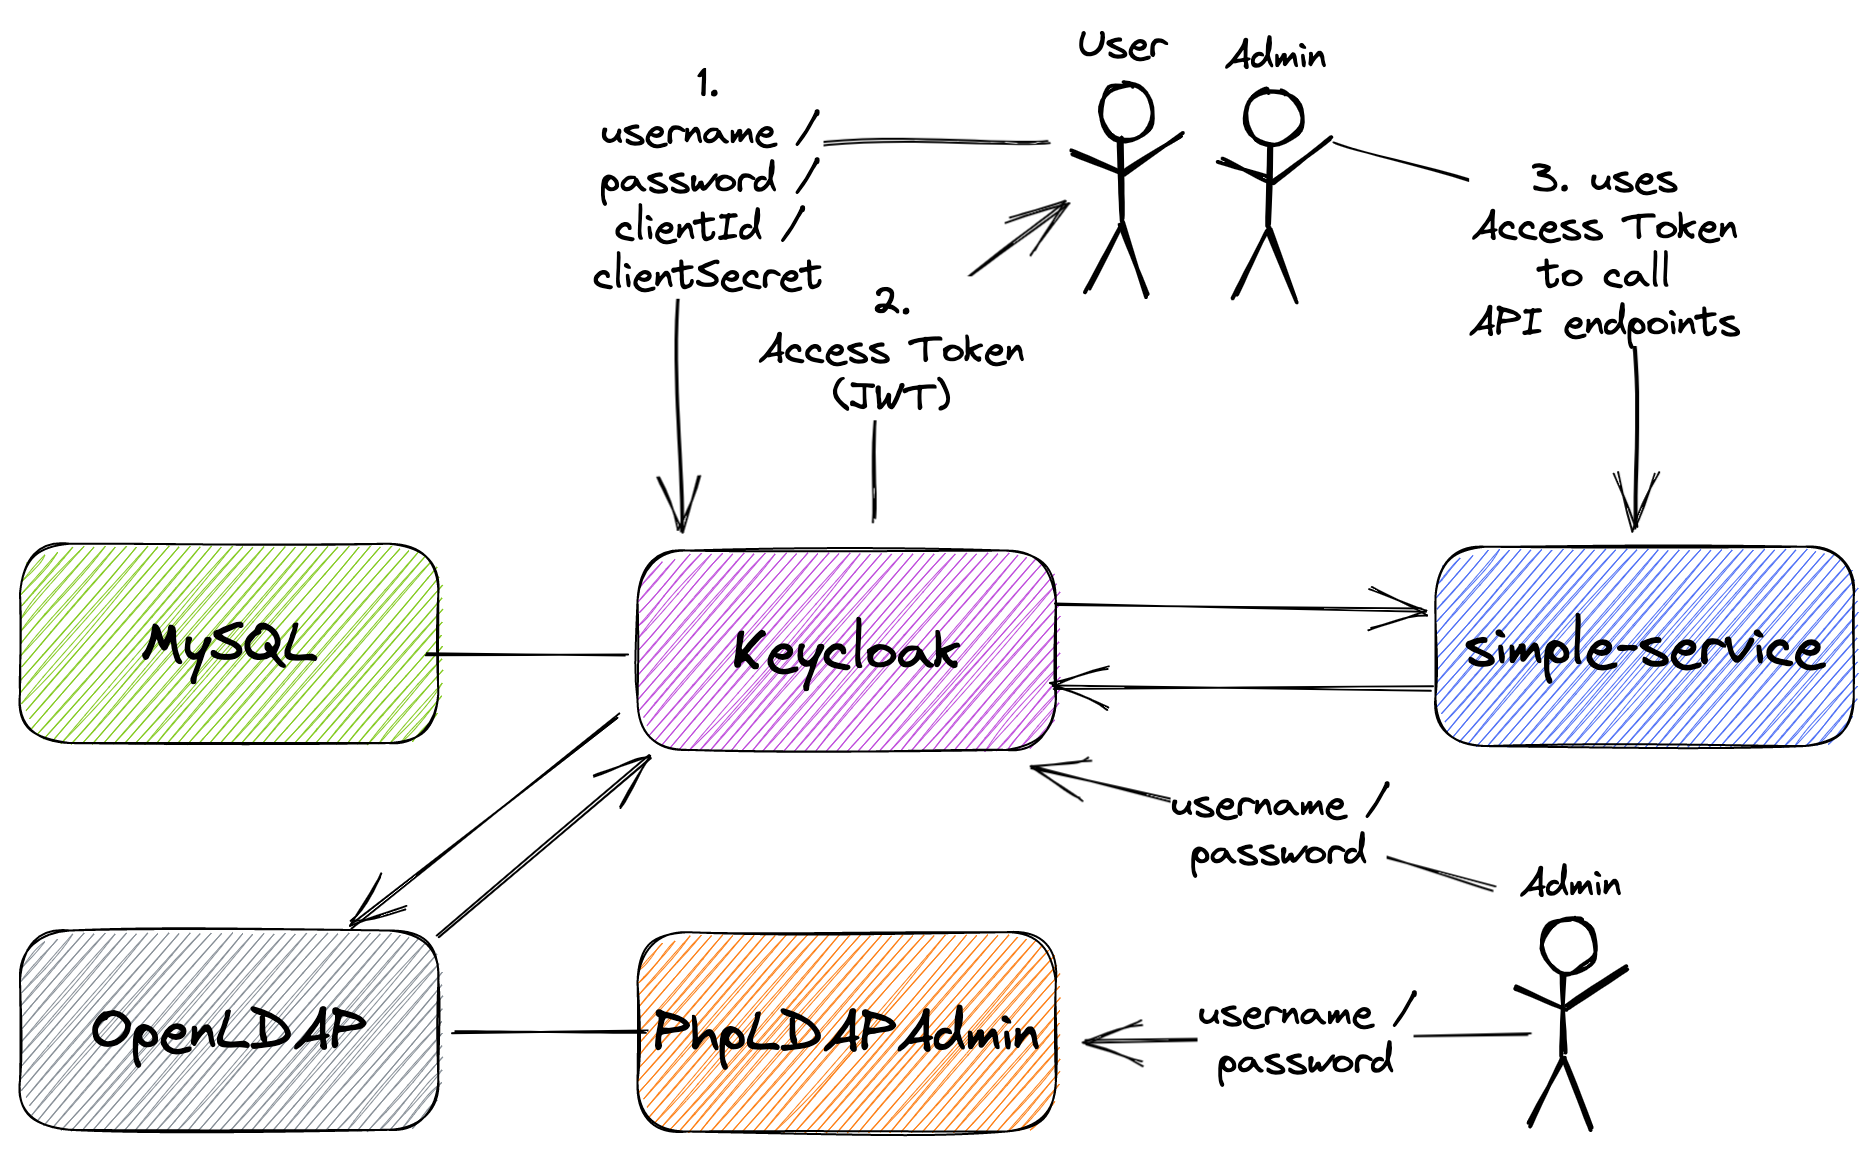 User
Admin
1.
username /
password /
clientId /
clientSecret
2.
Access Token
(JWT)
3. uses
Access Token
to call
API endpoints
MySQL
Keycloak
simple-service
username /
password
Admin
OpenLDAP
PhpLDAPAdmin
username /
password